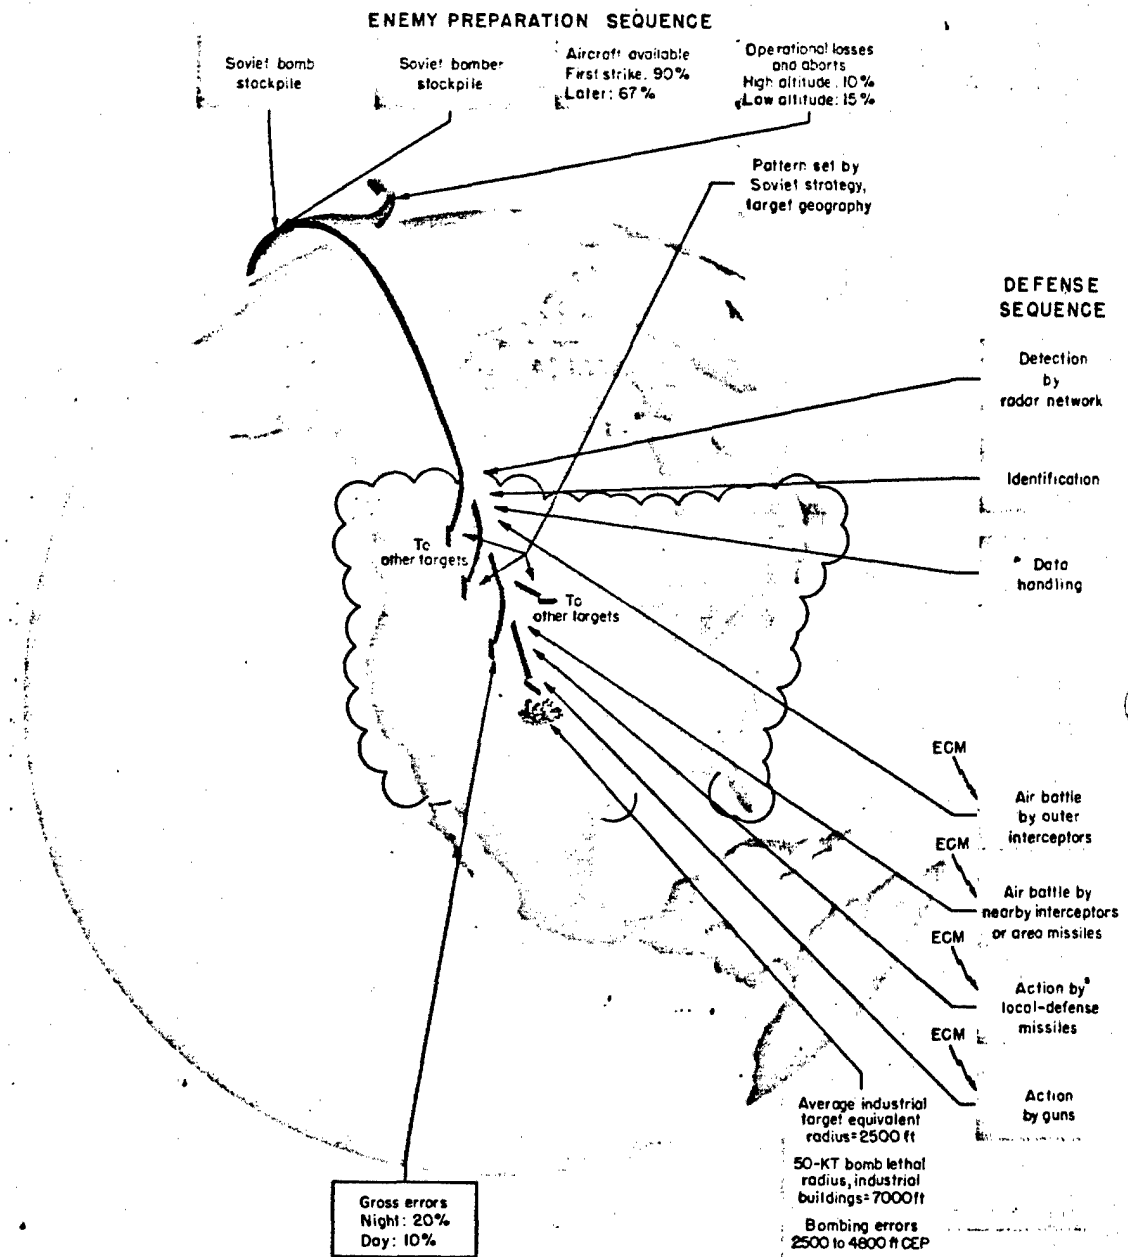 ENEMY PREPARATION SEQUENCE
Soviet bomb
stockpile
Soviet bomber
stockpile
Aircraft available
First strike: 90%
Later: 67%
Operational losses
and aborts
High altitude: 10%
Low altitude: 15%
Pattern set by
Soviet strategy,
target geography
DEFENSE
SEQUENCE
Detection
by
radar network
Identification
Data
handling
To
other targets
To
other targets
ECM
Air battle
by outer
interceptors
ECM
Air battle by
nearby interceptors
or area missiles
ECM
Action by
local-defense
missiles
ECM
Action
by guns
Average industrial
target equivalent
radius=2500 ft
50-KT bomb lethal
radius, industrial
buildings=7000 ft
Bombing errors
2500 to 4800 ft CEP
Gross errors
Night: 20%
Day: 10%